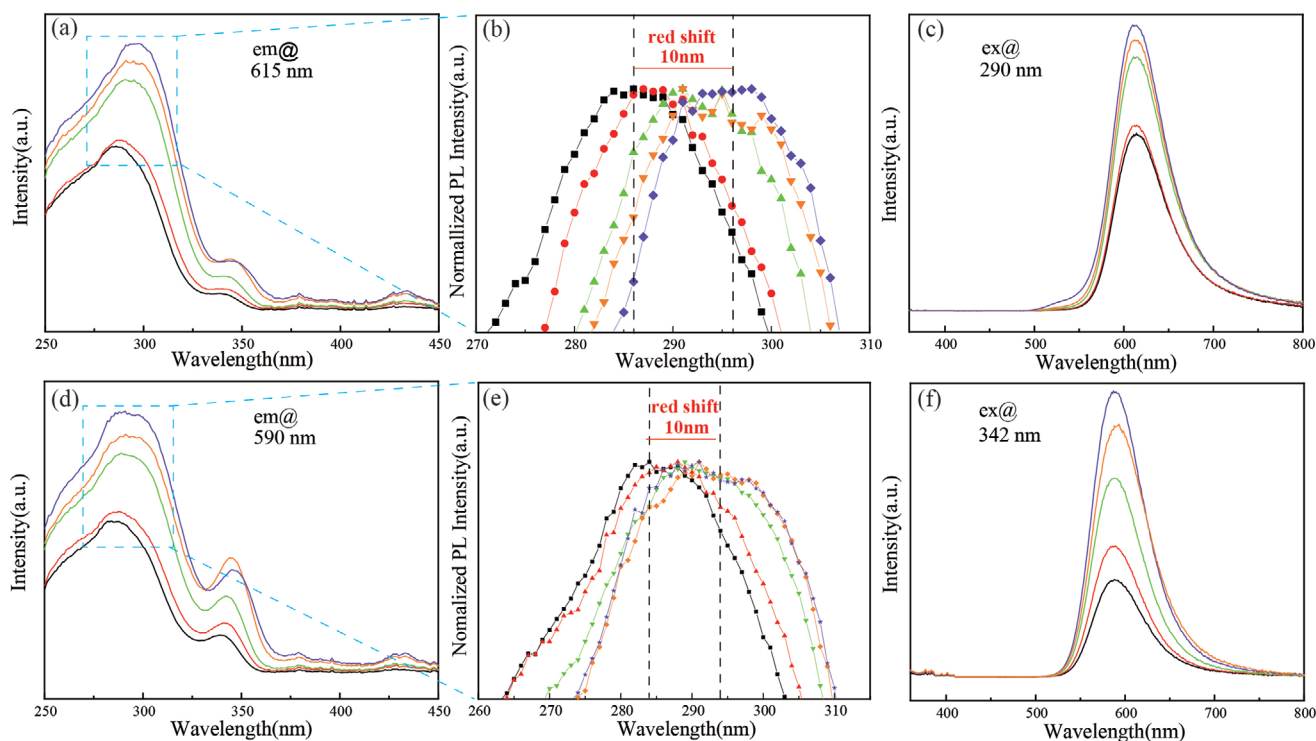 (a)
em@
615 nm
Intensity(a.u.)
250 300 350 400 450
Wavelength(nm)
(b)
red shift
10nm
Normallized PL Intensity(a.u.)
270 280 290 300 310
Wavelength(nm)
(c)
ex@
290 nm
Intensity(a.u.)
400 500 600 700 800
Wavelength(nm)
(d)
em@
590 nm
Intensity(a.u.)
250 300 350 400 450
Wavelength(nm)
(e)
red shift
10nm
Nomalized PL Intensity(a.u.)
260 270 280 290 300 310
Wavelength(nm)
(f)
ex@
342 nm
Intensity(a.u.)
400 500 600 700 800
Wavelength(nm)